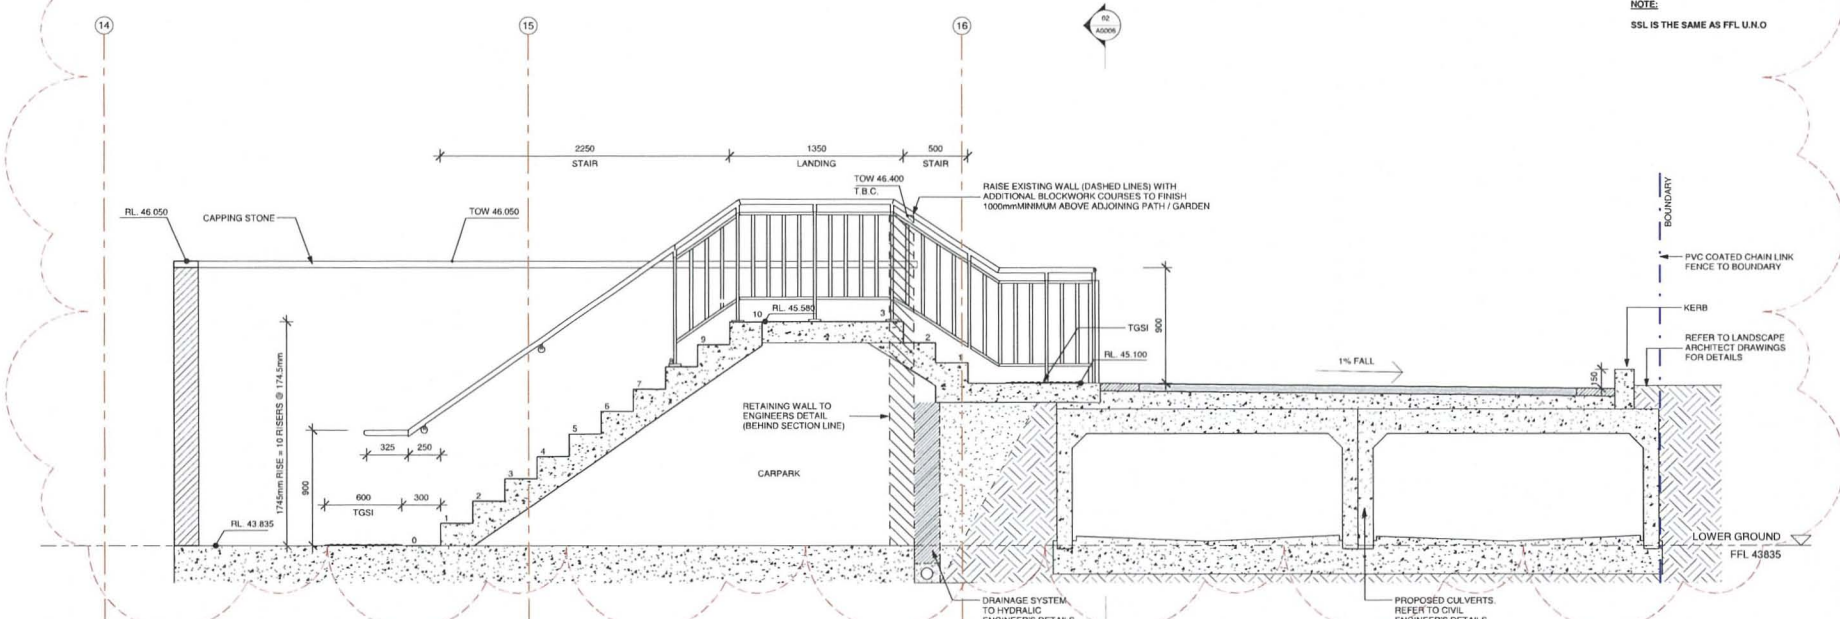 NOTE:
SSL IS THE SAME AS FFL U.N.O
14
15
16
02
AS006
2250
STAIR
1350
LANDING
500
STAIR
TOW 46.400
T.B.C.
RAISE EXISTING WALL (DASHED LINES) WITH
ADDITIONAL BLOCKWORK COURSES TO FINISH
1000mmMINIMUM ABOVE ADJOINING PATH / GARDEN
BOUNDARY
RL. 46.050
CAPPING STONE
TOW 46.050
PVC COATED CHAIN LINK
FENCE TO BOUNDARY
KERB
REFER TO LANDSCAPE
ARCHITECT DRAWINGS
FOR DETAILS
10
RL. 45.580
3
TGSI
900
2
1
RL. 45.100
1% FALL
150
9
8
7
6
5
4
3
2
1
0
1745mm RISE = 10 RISERS @ 174.5mm
RETAINING WALL TO
ENGINEERS DETAIL
(BEHIND SECTION LINE)
325
250
900
600
300
TGSI
CARPARK
RL. 43.835
LOWER GROUND
FFL 43835
DRAINAGE SYSTEM
TO HYDRALIC
ENGINEER'S DETAILS
PROPOSED CULVERTS.
REFER TO CIVIL
ENGINEER'S DETAILS